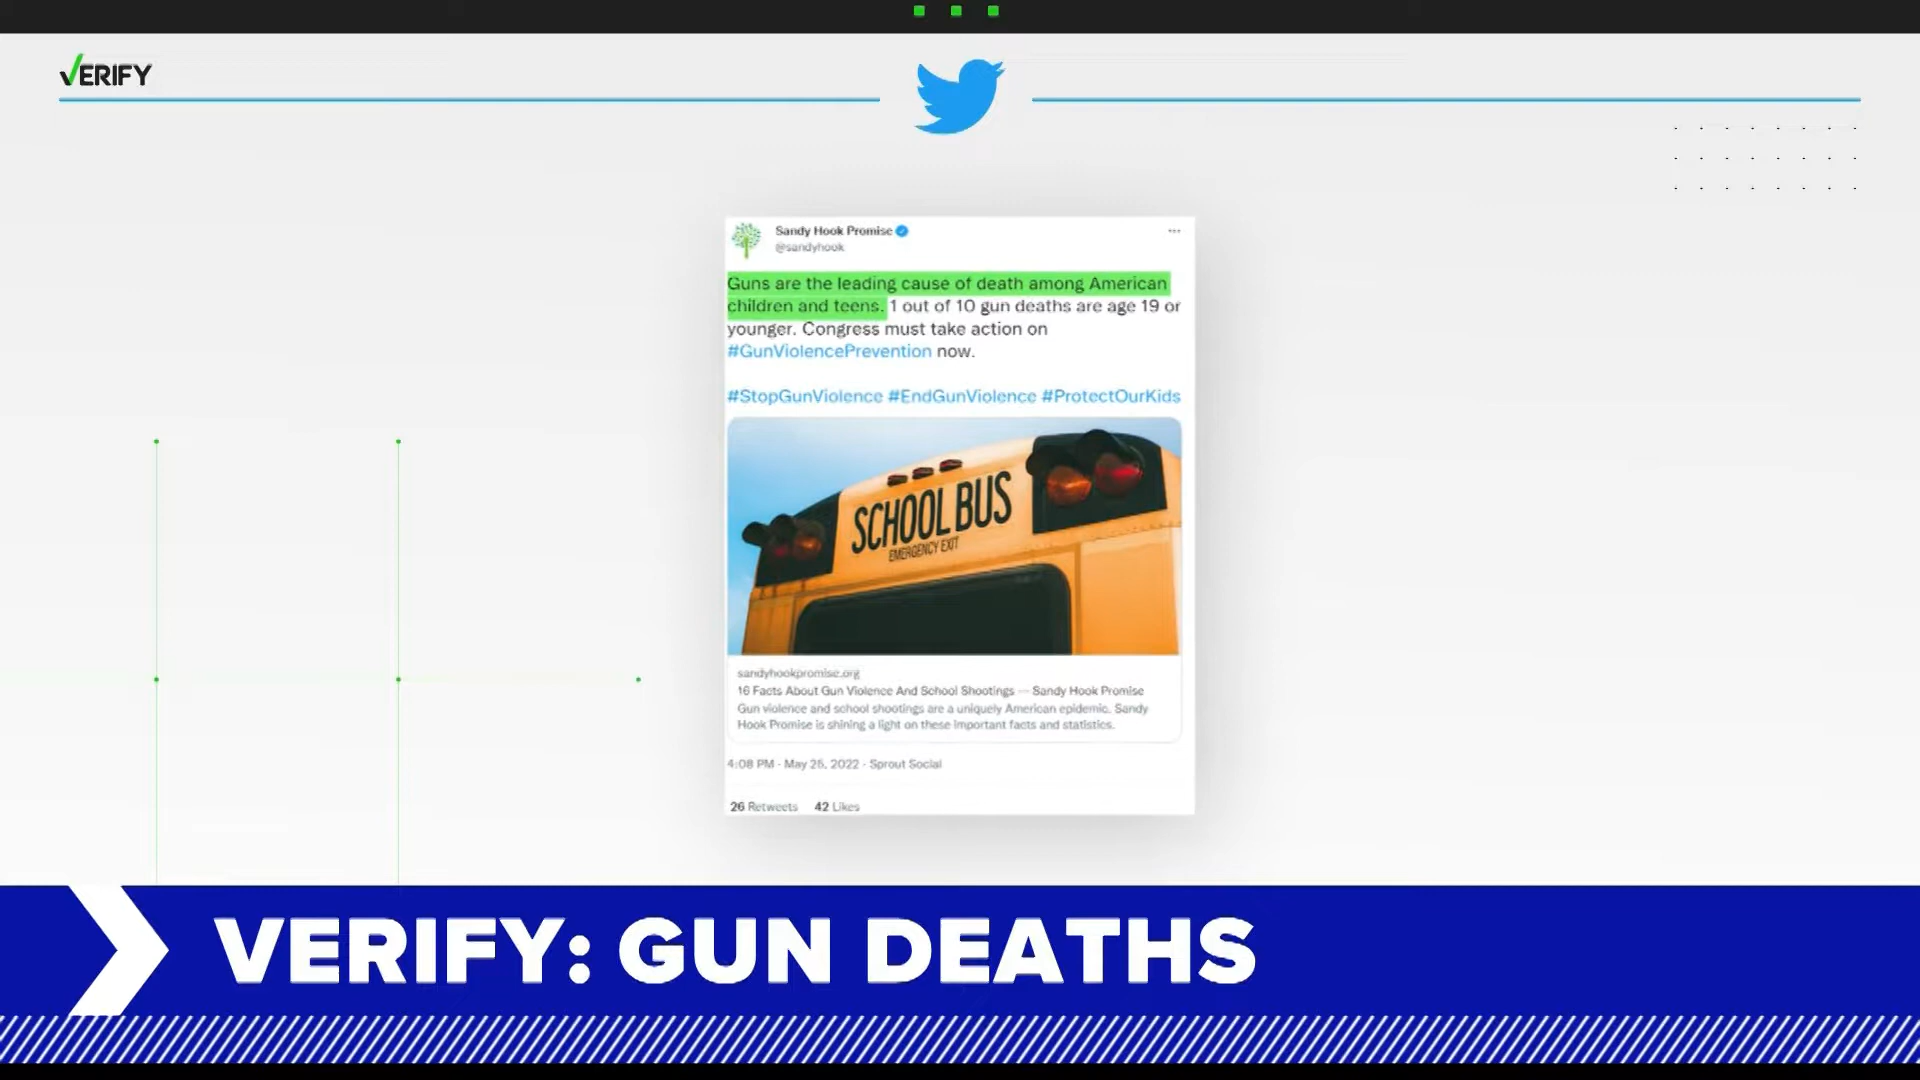 VERIFY
Sandy Hook Promise
@sandyhook
Guns are the leading cause of death among American
children and teens. 1 out of 10 gun deaths are age 19 or
younger. Congress must take action on
#GunViolencePrevention now.
#StopGunViolence #EndGunViolence #ProtectOurKids
SCHOOL BUS
EMERGENCY EXIT
sandyhookpromise.org
16 Facts About Gun Violence And School Shootings — Sandy Hook Promise
Gun violence and school shootings are a uniquely American epidemic. Sandy
Hook Promise is shining a light on these important facts and statistics.
4:08 PM · May 25, 2022 · Sprout Social
26 Retweets 42 Likes
VERIFY: GUN DEATHS